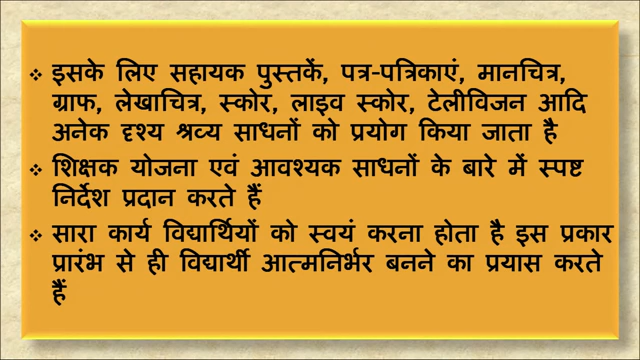 ❖ इसके लिए सहायक पुस्तकें, पत्र-पत्रिकाएं, मानचित्र,
ग्राफ, लेखाचित्र, स्कोर, लाइव स्कोर, टेलीविजन आदि
अनेक दृश्य श्रव्य साधनों को प्रयोग किया जाता है
❖ शिक्षक योजना एवं आवश्यक साधनों के बारे में स्पष्ट
निर्देश प्रदान करते हैं
❖ सारा कार्य विद्यार्थियों को स्वयं करना होता है इस प्रकार
प्रारंभ से ही विद्यार्थी आत्मनिर्भर बनने का प्रयास करते
हैं